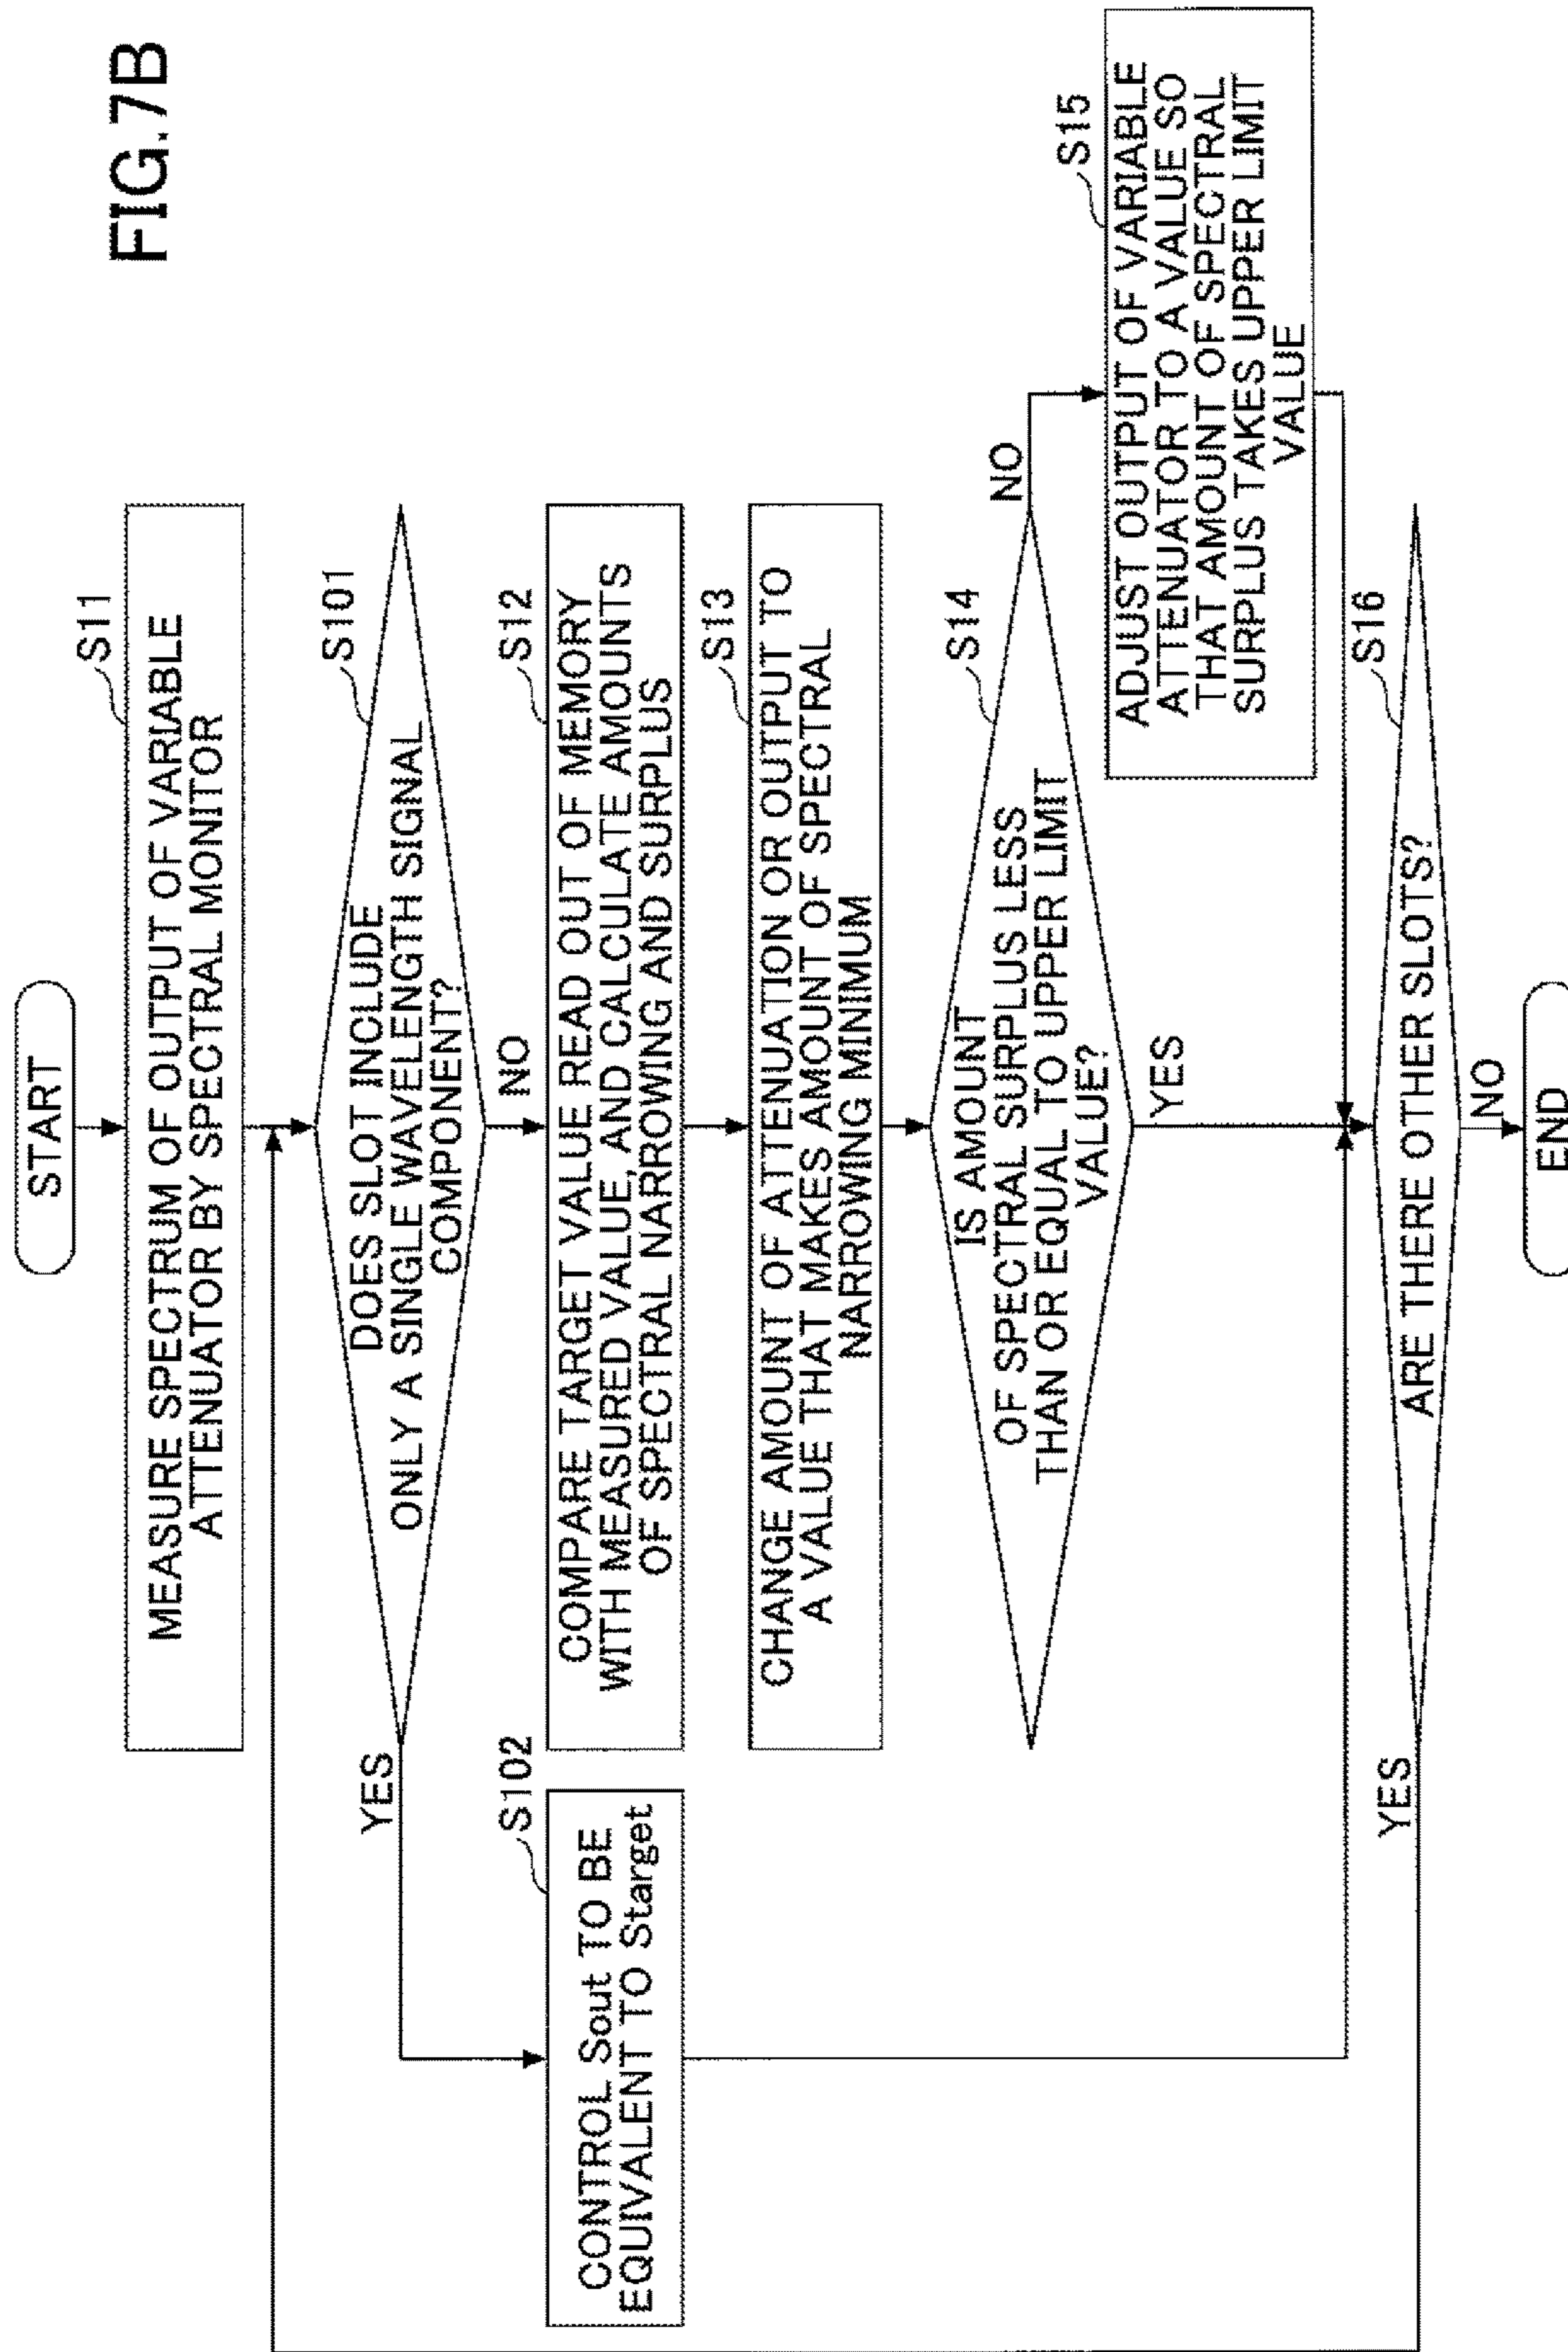 FIG.7B
START
S11
MEASURE SPECTRUM OF OUTPUT OF VARIABLE
ATTENUATOR BY SPECTRAL MONITOR
S101
DOES SLOT INCLUDE
ONLY A SINGLE WAVELENGTH SIGNAL
COMPONENT?
YES
NO
S102
CONTROL Sout TO BE
EQUIVALENT TO Starget
S12
COMPARE TARGET VALUE READ OUT OF MEMORY
WITH MEASURED VALUE, AND CALCULATE AMOUNTS
OF SPECTRAL NARROWING AND SURPLUS
S13
CHANGE AMOUNT OF ATTENUATION OR OUTPUT TO
A VALUE THAT MAKES AMOUNT OF SPECTRAL
NARROWING MINIMUM
S14
IS AMOUNT
OF SPECTRAL SURPLUS LESS
THAN OR EQUAL TO UPPER LIMIT
VALUE?
NO
YES
S15
ADJUST OUTPUT OF VARIABLE
ATTENUATOR TO A VALUE SO
THAT AMOUNT OF SPECTRAL
SURPLUS TAKES UPPER LIMIT
VALUE
S16
ARE THERE OTHER SLOTS?
YES
NO
END